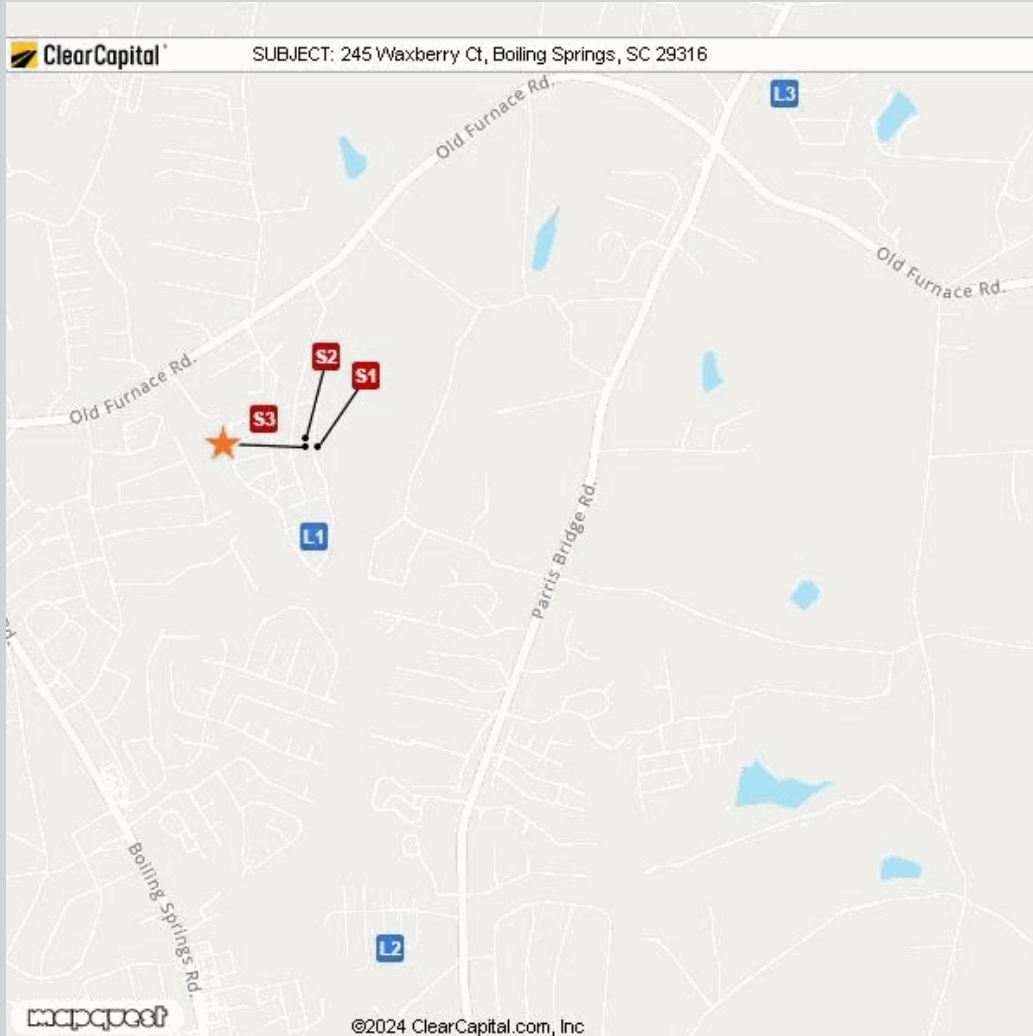 ClearCapital
SUBJECT: 245 Waxberry Ct, Boiling Springs, SC 29316
L3
Old Furnace Rd.
Old Furnace Rd.
S2
S1
Old Furnace Rd.
S3
L1
Parris Bridge Rd.
Rd.
Boiling Springs Rd.
L2
mapquest
©2024 ClearCapital.com, Inc